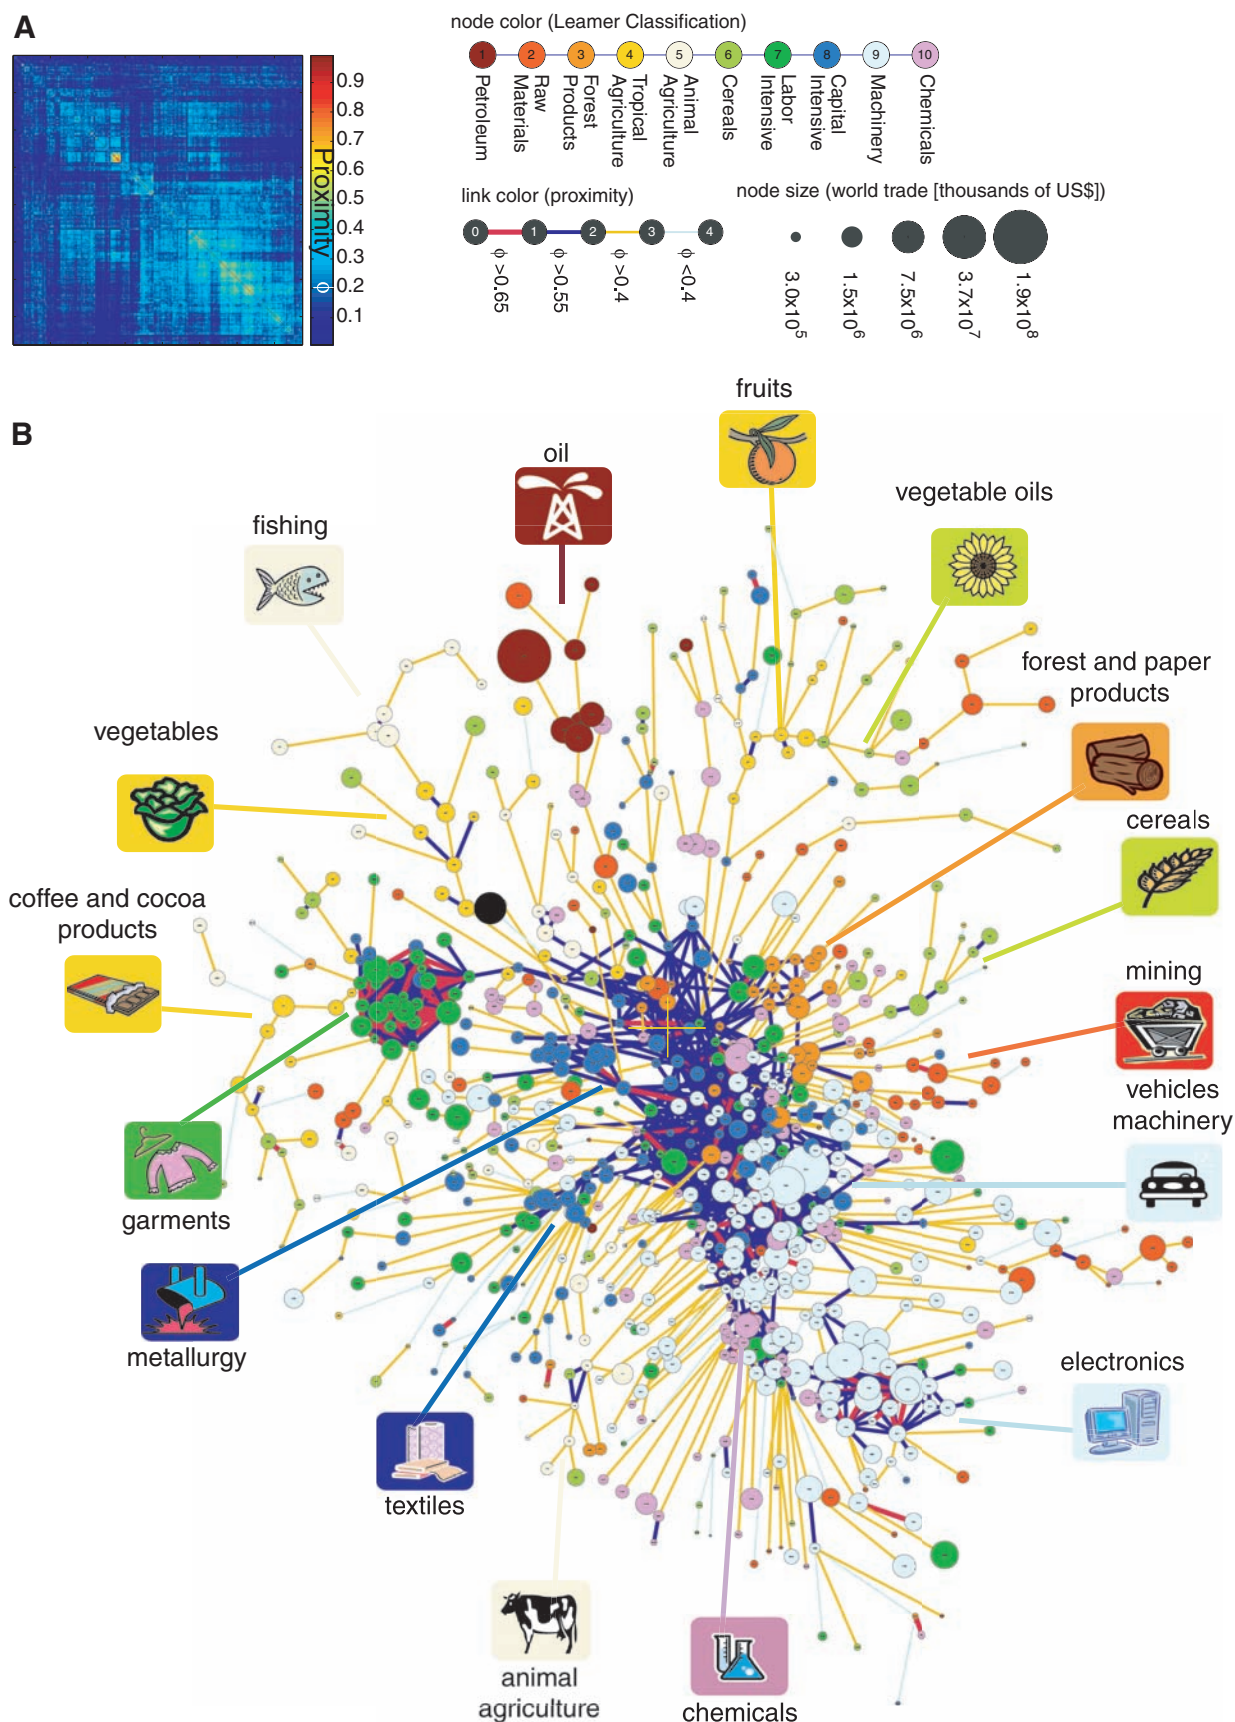 A
0.9
0.8
0.7
0.6
0.5
0.4
0.3
0.2
0.1
Proximity ϕ
node color (Leamer Classification)
1 2 3 4 5 6 7 8 9 10
Petroleum
Raw
Materials
Forest
Products
Tropical
Agriculture
Animal
Agriculture
Cereals
Labor
Intensive
Capital
Intensive
Machinery
Chemicals
link color (proximity)
0 1 2 3 4
ϕ >0.65
ϕ >0.55
ϕ >0.4
ϕ <0.4
node size (world trade [thousands of US$])
3.0x10⁵
1.5x10⁶
7.5x10⁶
3.7x10⁷
1.9x10⁸
B
fruits
oil
vegetable oils
fishing
forest and paper
products
vegetables
cereals
coffee and cocoa
products
mining
vehicles
machinery
garments
metallurgy
electronics
textiles
animal
agriculture
chemicals